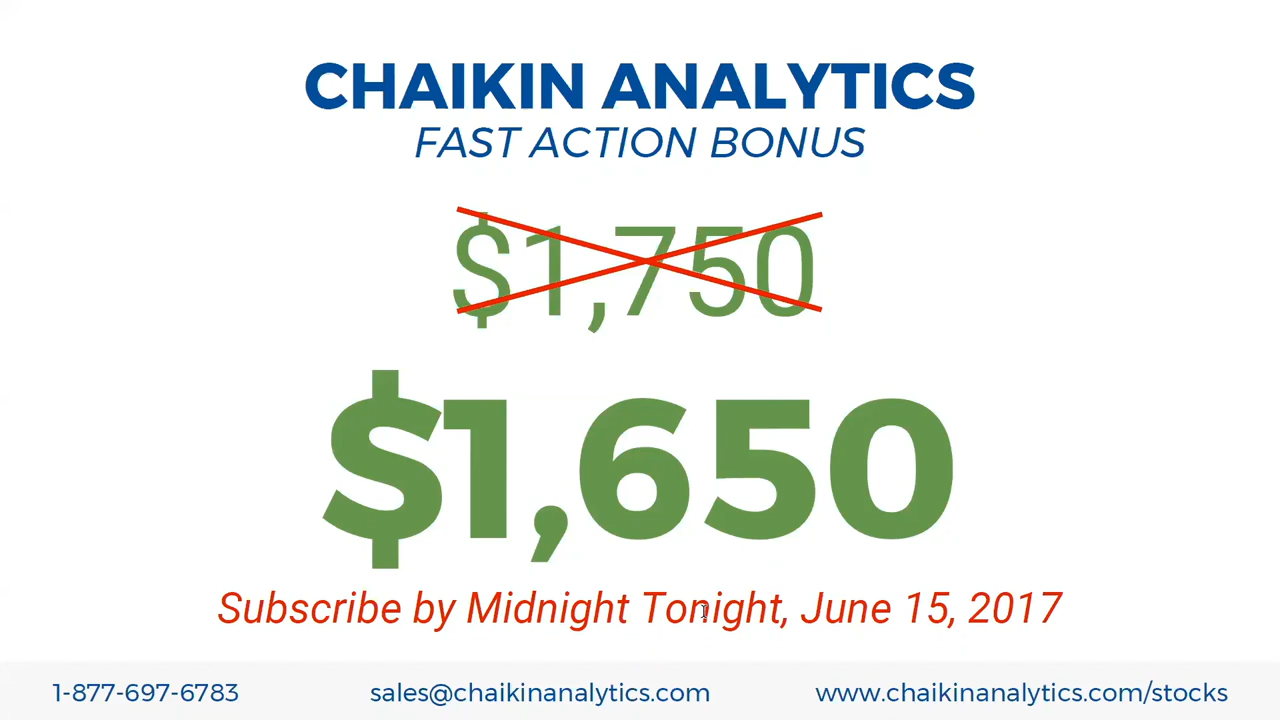 CHAIKIN ANALYTICS
FAST ACTION BONUS
$1,750
$1,650
Subscribe by Midnight Tonight, June 15, 2017
1-877-697-6783 sales@chaikinanalytics.com www.chaikinanalytics.com/stocks